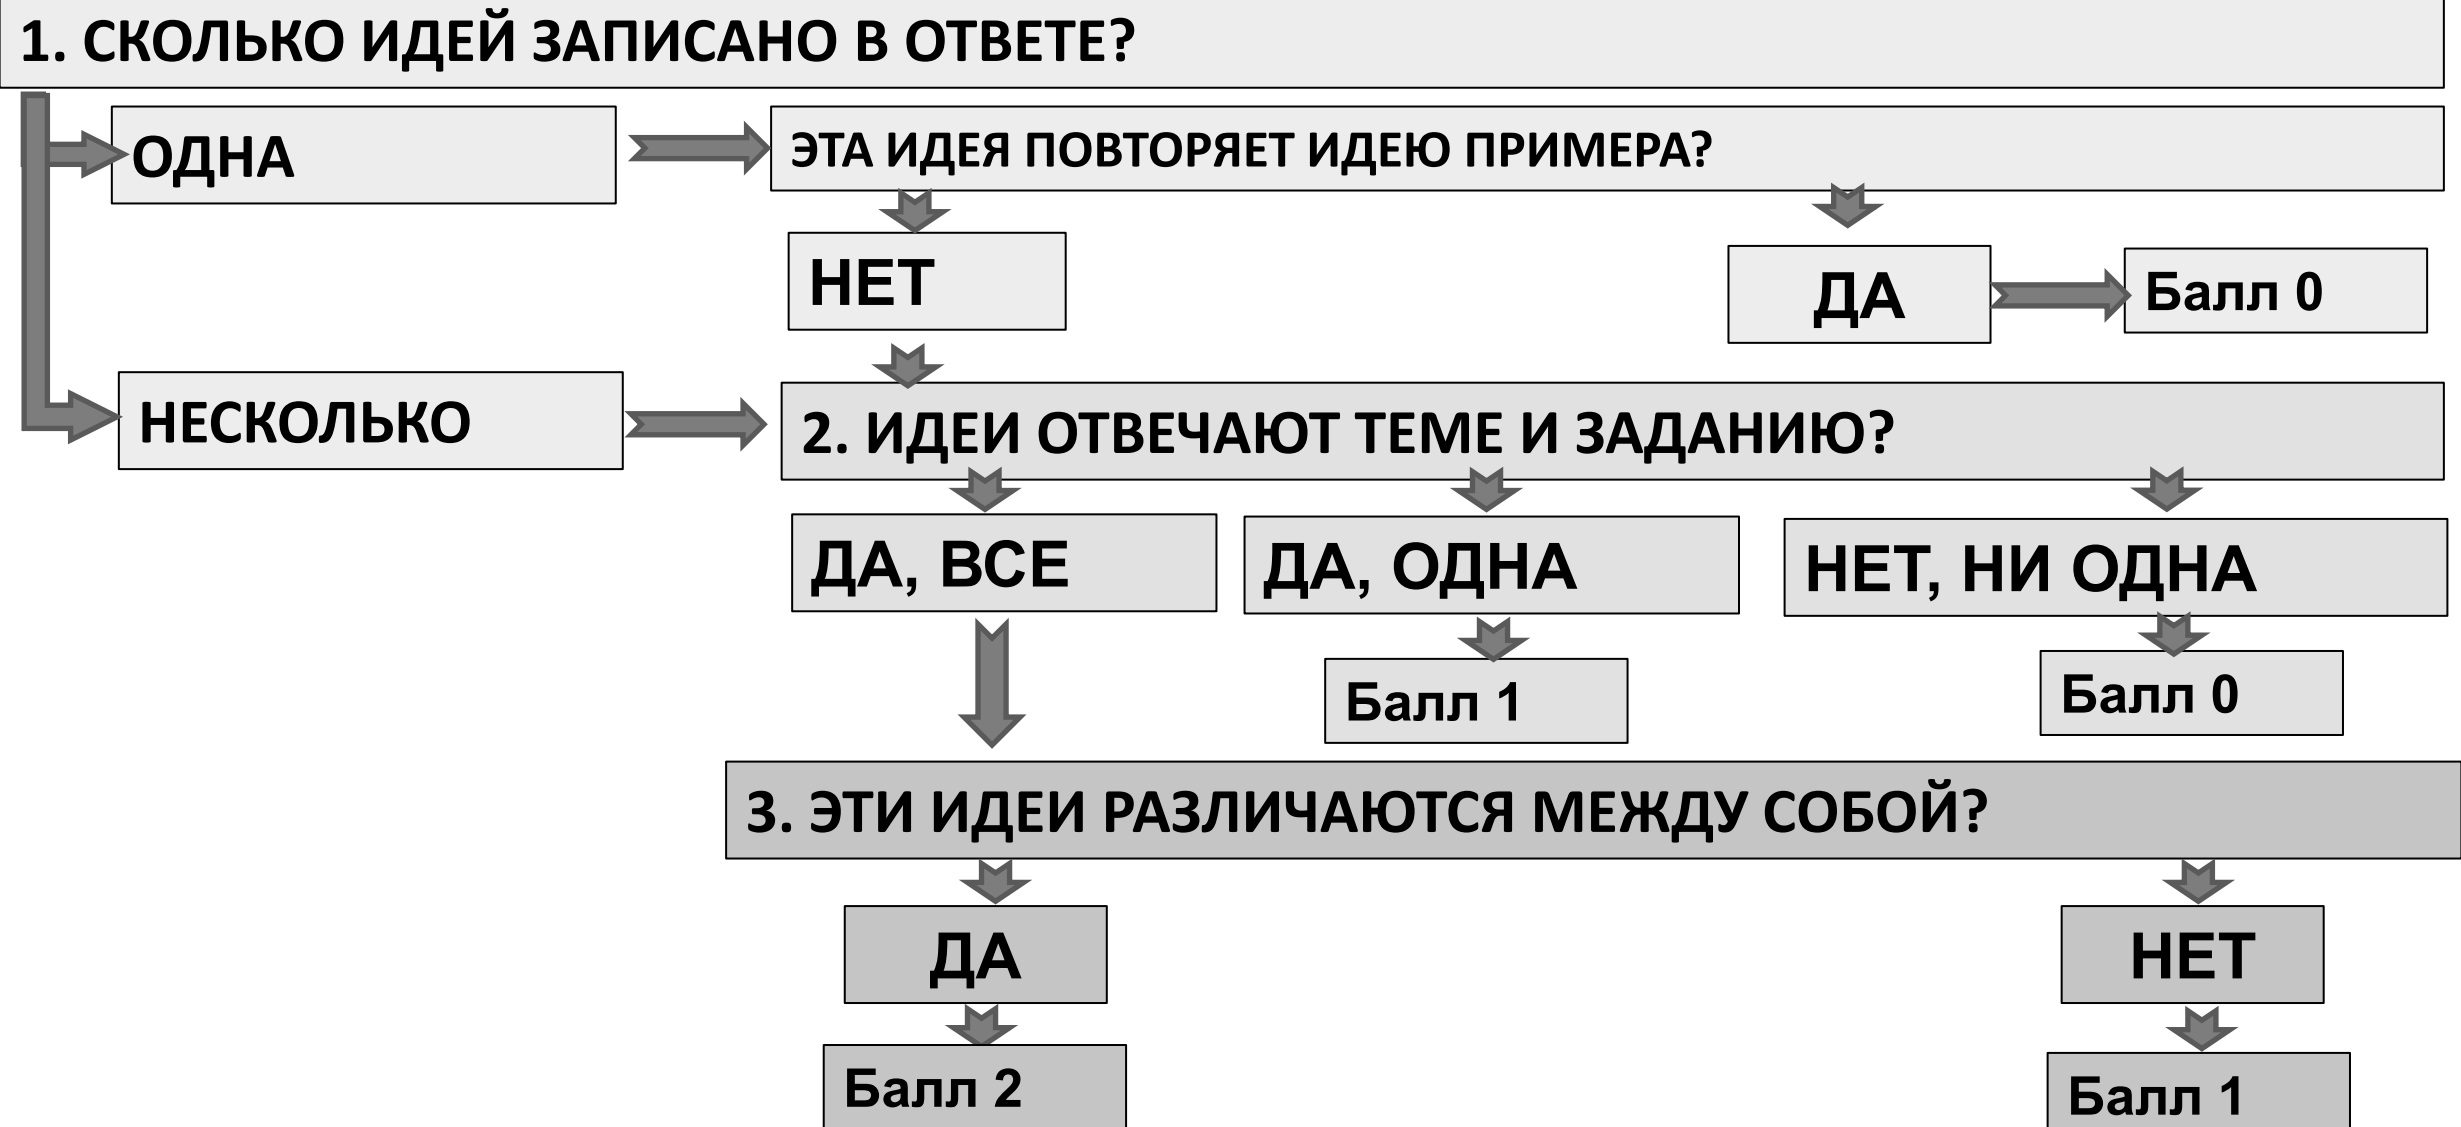 1. СКОЛЬКО ИДЕЙ ЗАПИСАНО В ОТВЕТЕ?
ОДНА
ЭТА ИДЕЯ ПОВТОРЯЕТ ИДЕЮ ПРИМЕРА?
НЕТ
ДА
Балл 0
НЕСКОЛЬКО
2. ИДЕИ ОТВЕЧАЮТ ТЕМЕ И ЗАДАНИЮ?
ДА, ВСЕ
ДА, ОДНА
НЕТ, НИ ОДНА
Балл 1
Балл 0
3. ЭТИ ИДЕИ РАЗЛИЧАЮТСЯ МЕЖДУ СОБОЙ?
ДА
НЕТ
Балл 2
Балл 1